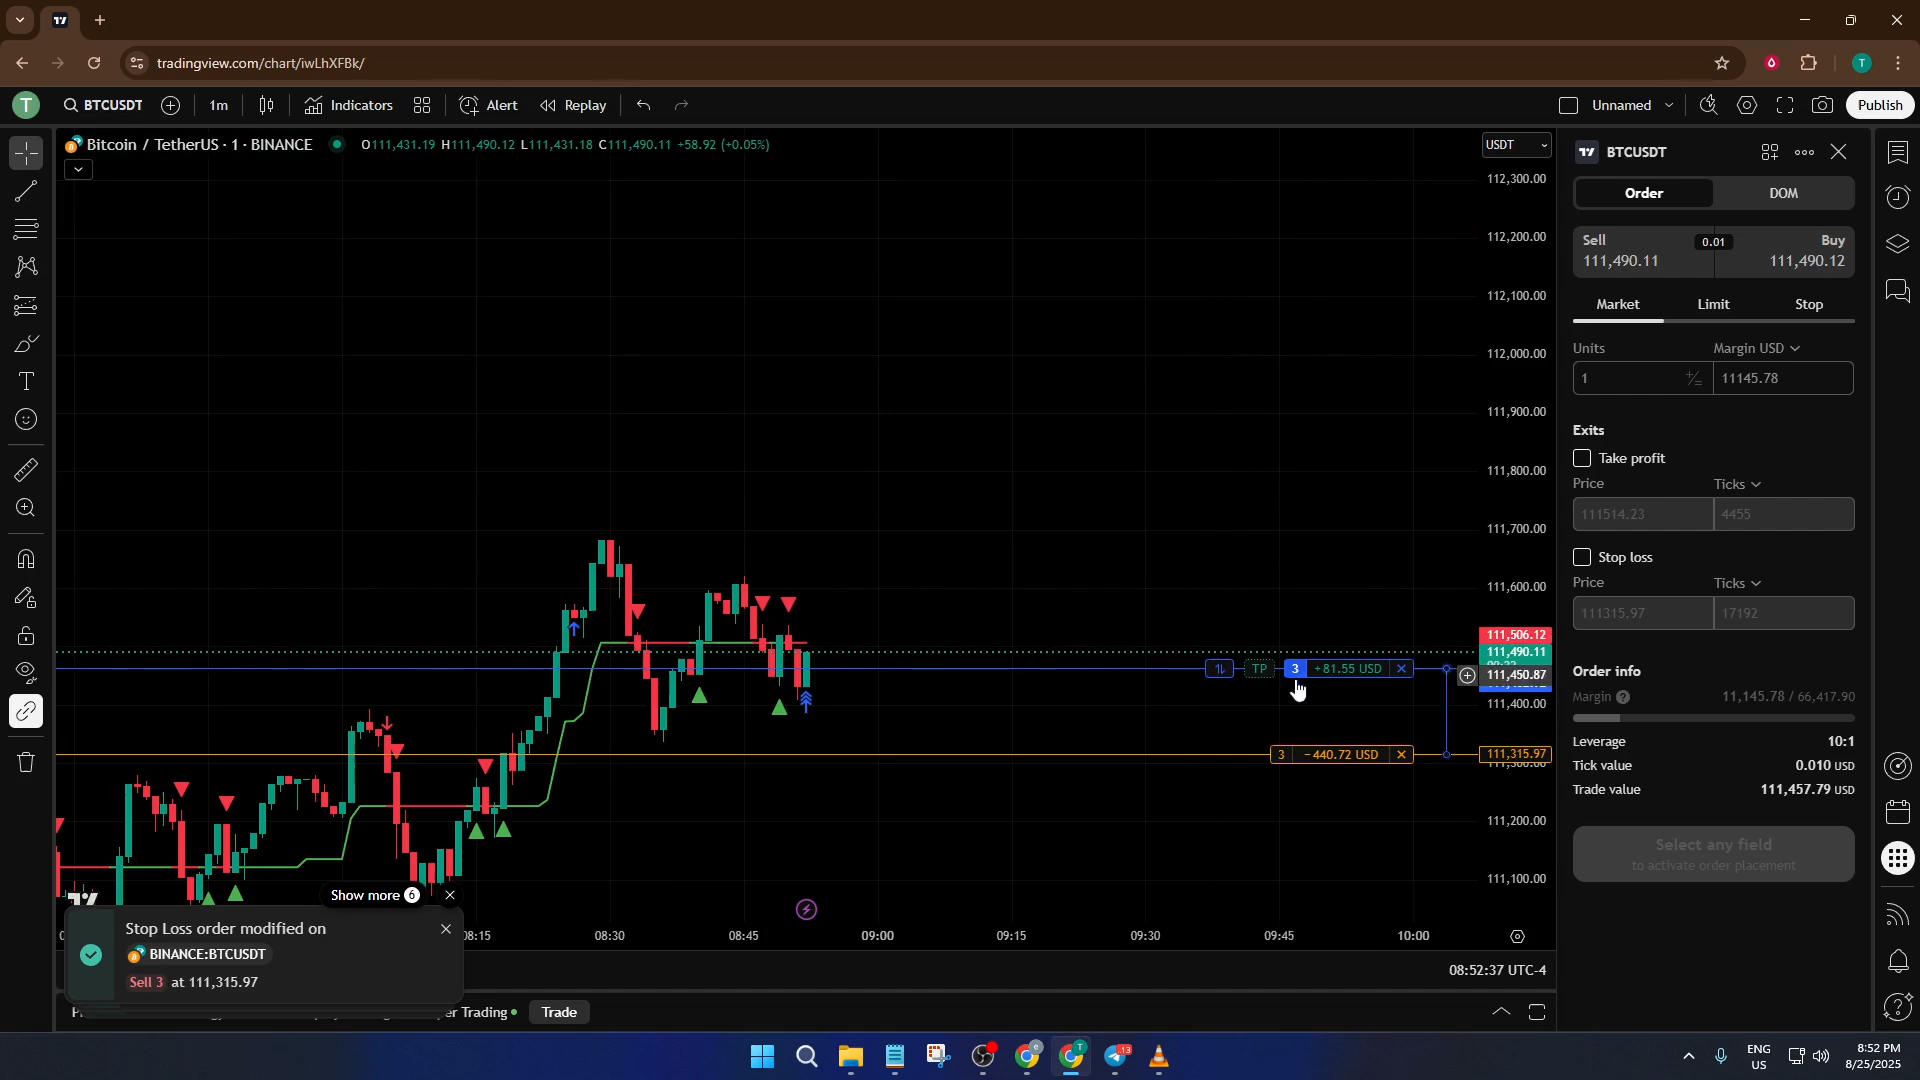 tradingview.com/chart/iwLhXFBk/
T
T
BTCUSDT
1m
Indicators
Alert
Replay
Unnamed
Publish
Bitcoin / TetherUS · 1 · BINANCE
O111,431.19 H111,490.12 L111,431.18 C111,490.11 +58.92 (+0.05%)
USDT
112,300.00
112,200.00
112,100.00
112,000.00
111,900.00
111,800.00
111,700.00
111,600.00
111,506.12
111,490.11
111,450.87
111,400.00
111,315.97
111,200.00
111,100.00
TP
3
+81.55 USD
3
-440.72 USD
08:15
08:30
08:45
09:00
09:15
09:30
09:45
10:00
08:52:37 UTC-4
Show more 6
Stop Loss order modified on
BINANCE:BTCUSDT
Sell 3 at 111,315.97
er Trading
Trade
BTCUSDT
Order
DOM
Sell
111,490.11
0.01
Buy
111,490.12
Market
Limit
Stop
Units
Margin USD
1
11145.78
Exits
Take profit
Price
Ticks
111514.23
4455
Stop loss
Price
Ticks
111315.97
17192
Order info
Margin
11,145.78 / 66,417.90
Leverage
10:1
Tick value
0.010 USD
Trade value
111,457.79 USD
Select any field
to activate order placement
13
ENG
US
8:52 PM
8/25/2025